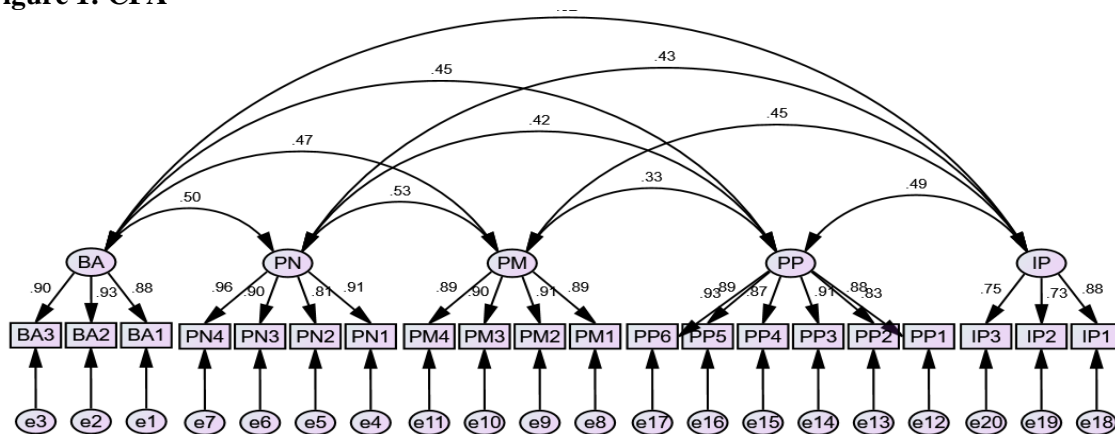 .43
.45
.42
.45
.47
.53
.33
.49
.50
BA PN PM PP IP
.90 .93 .88 .96 .90 .81 .91 .89 .90 .91 .89 .93 .89 .87 .91 .88 .83 .75 .73 .88
BA3 BA2 BA1 PN4 PN3 PN2 PN1 PM4 PM3 PM2 PM1 PP6 PP5 PP4 PP3 PP2 PP1 IP3 IP2 IP1
e3 e2 e1 e7 e6 e5 e4 e11 e10 e9 e8 e17 e16 e15 e14 e13 e12 e20 e19 e18